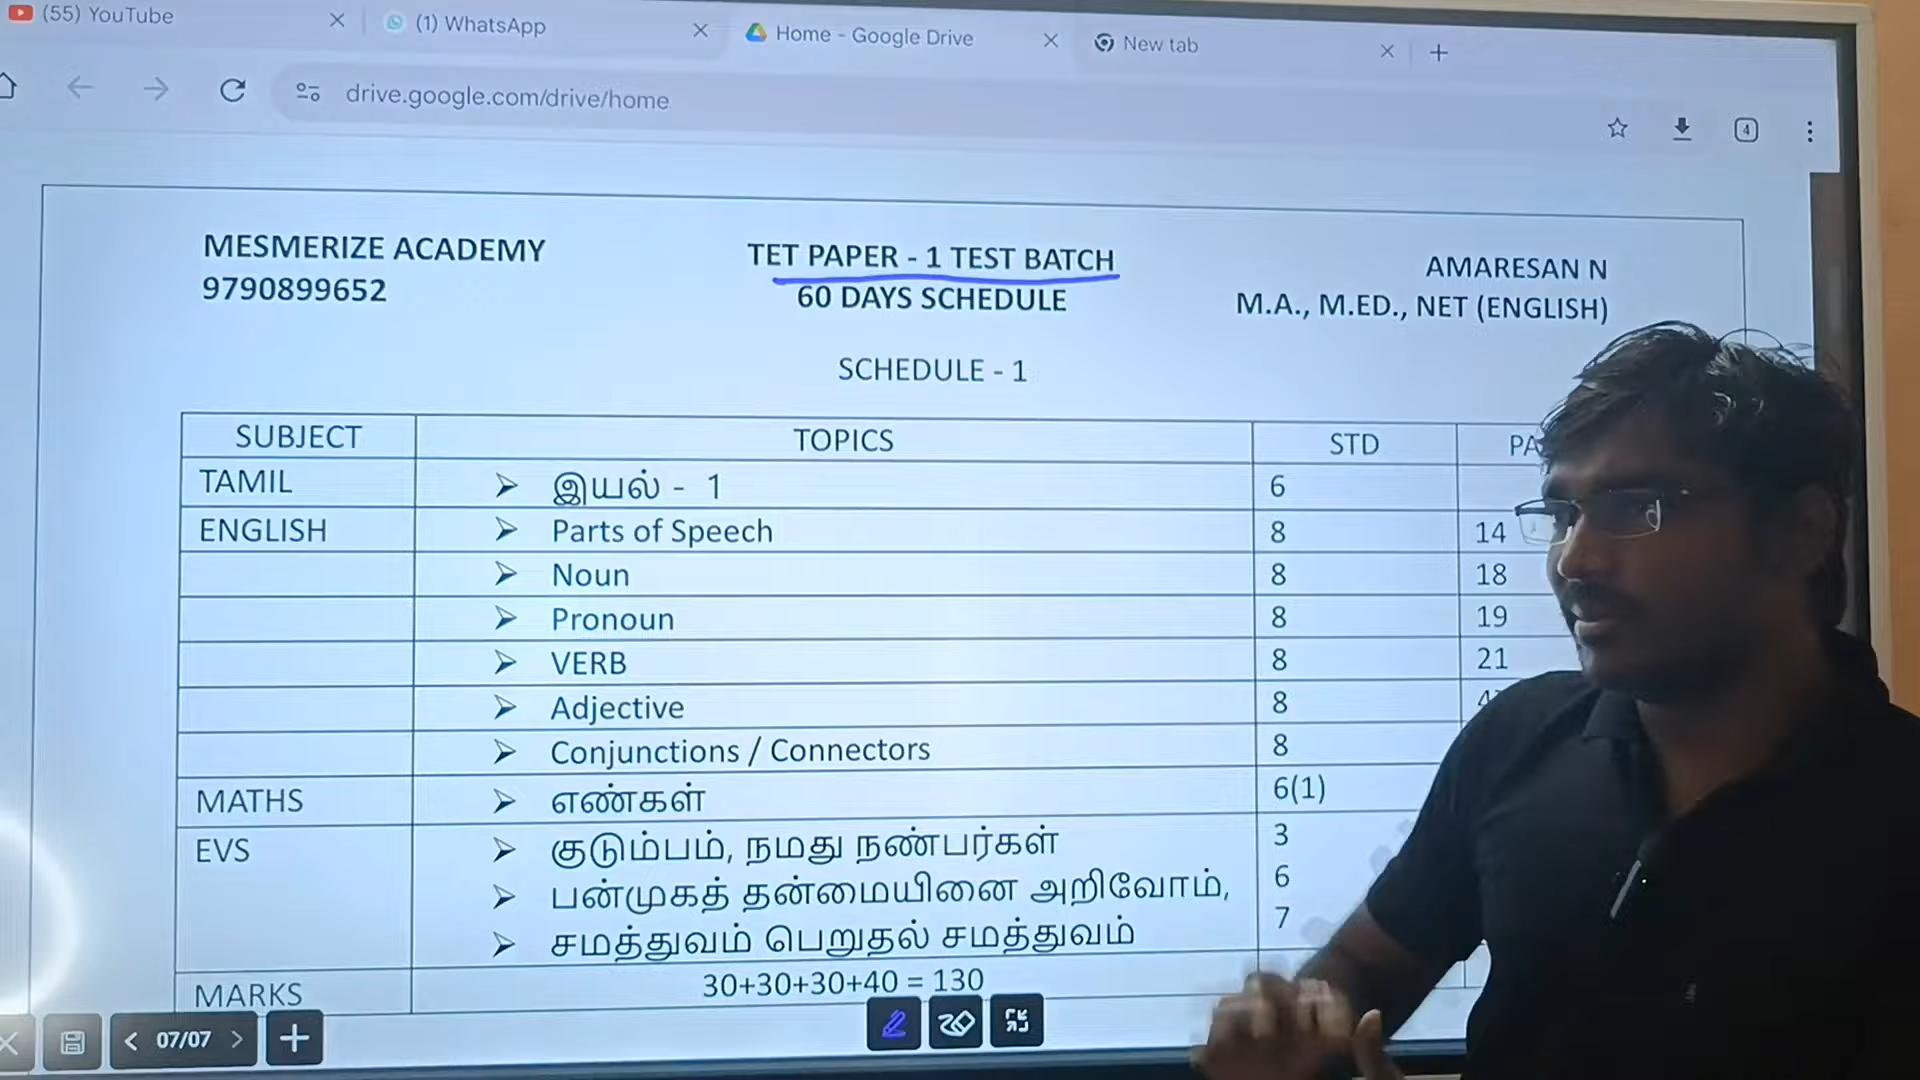 (55) YouTube
(1) WhatsApp
Home - Google Drive
New tab
drive.google.com/drive/home
4
MESMERIZE ACADEMY
9790899652
TET PAPER - 1 TEST BATCH
60 DAYS SCHEDULE
AMARESAN N
M.A., M.ED., NET (ENGLISH)
SCHEDULE - 1
SUBJECT TOPICS STD
TAMIL ➢ இயல் - 1 6
ENGLISH ➢ Parts of Speech 8 14
➢ Noun 8 18
➢ Pronoun 8 19
➢ VERB 8 21
➢ Adjective 8
➢ Conjunctions / Connectors 8
MATHS ➢ எண்கள் 6(1)
EVS ➢ குடும்பம், நமது நண்பர்கள் 3
➢ பன்முகத் தன்மையினை அறிவோம், 6
➢ சமத்துவம் பெறுதல் சமத்துவம் 7
MARKS 30+30+30+40 = 130
07/07